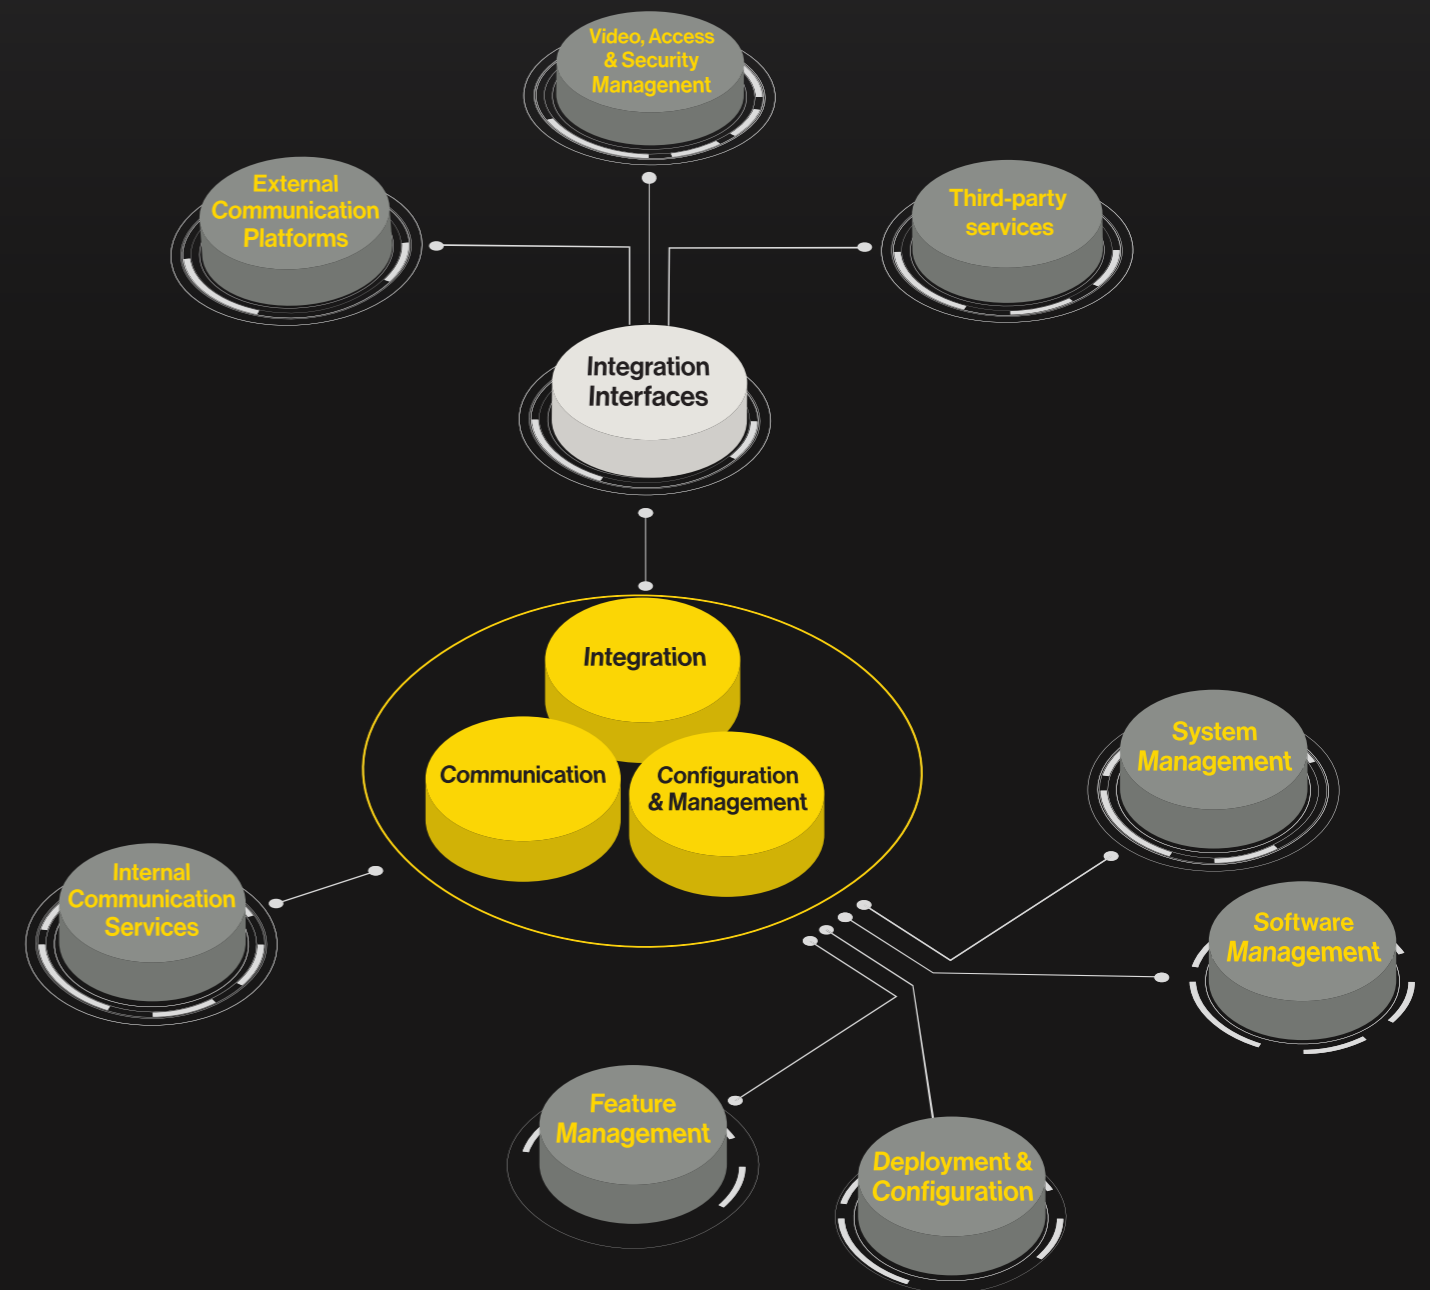 Video, Access
& Security
Managenent
External
Communication
Platforms
Third-party
services
Integration
Interfaces
Integration
Communication
Configuration
& Management
System
Management
Internal
Communication
Services
Software
Management
Feature
Management
Deployment &
Configuration